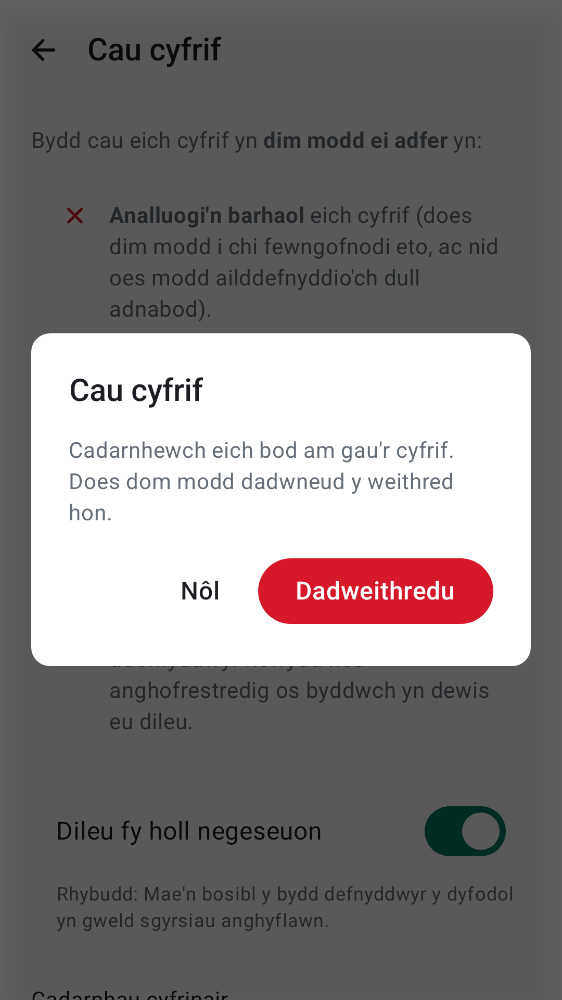 Cau cyfrif
Bydd cau eich cyfrif yn dim modd ei adfer yn:
Analluogi'n barhaol eich cyfrif (does
dim modd i chi fewngofnodi eto, ac nid
oes modd ailddefnyddio'ch dull
adnabod).
Cau cyfrif
Cadarnhewch eich bod am gau'r cyfrif.
Does dom modd dadwneud y weithred
hon.
Nôl
Dadweithredu
anghofrestredig os byddwch yn dewis
eu dileu.
Dileu fy holl negeseuon
Rhybudd: Mae'n bosibl y bydd defnyddwyr y dyfodol
yn gweld sgyrsiau anghyflawn.
Cadarnhau cyfrinair